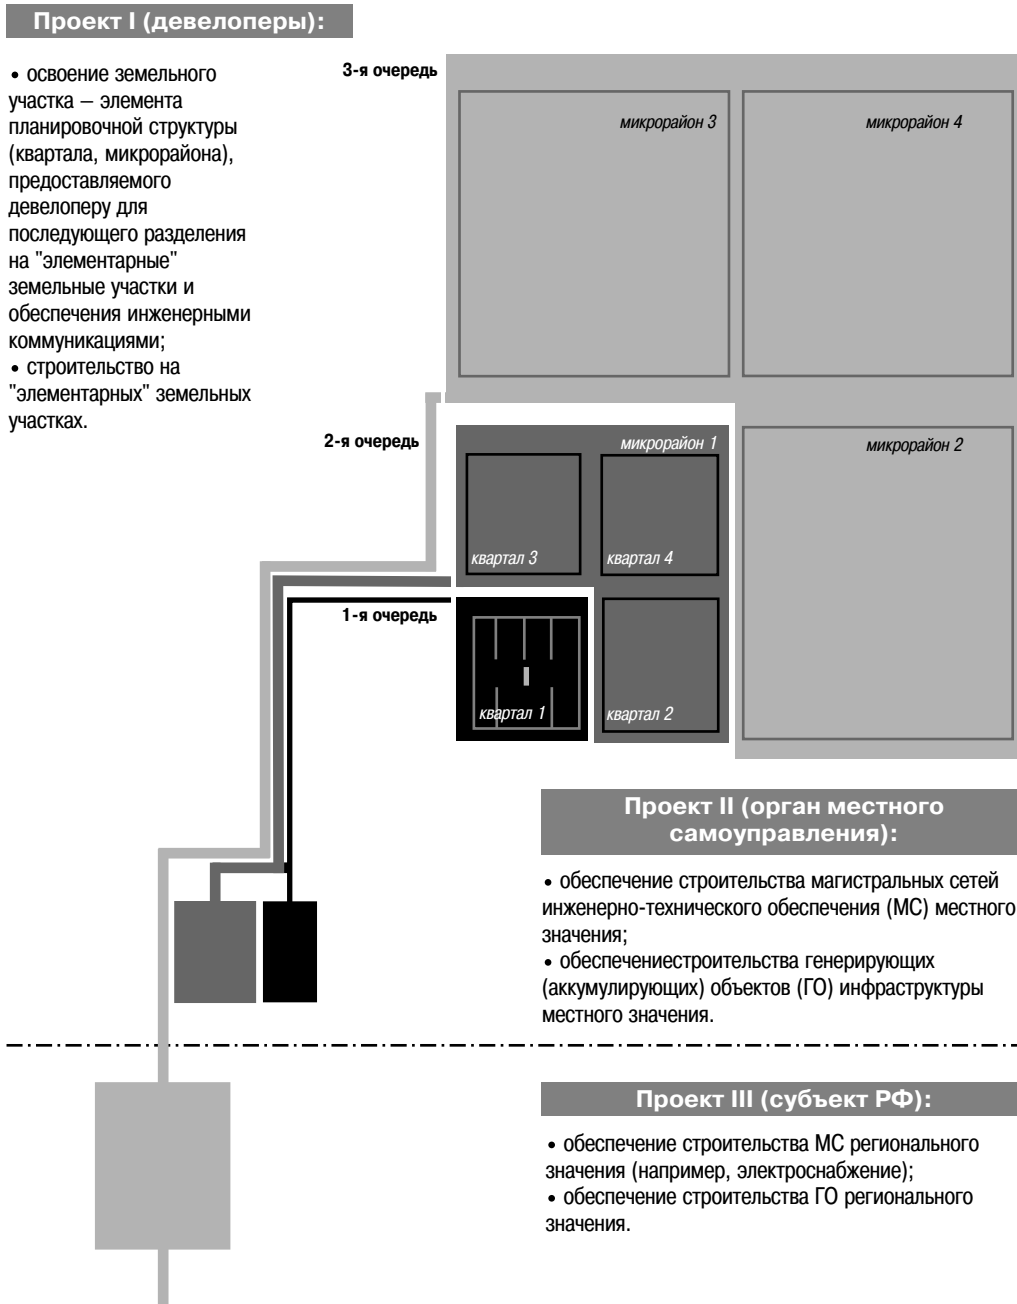 Проект I (девелоперы):
• освоение земельного
участка — элемента
планировочной структуры
(квартала, микрорайона),
предоставляемого
девелоперу для
последующего разделения
на "элементарные"
земельные участки и
обеспечения инженерными
коммуникациями;
• строительство на
"элементарных" земельных
участках.
3-я очередь
микрорайон 3
микрорайон 4
2-я очередь
микрорайон 1
микрорайон 2
квартал 3
квартал 4
1-я очередь
квартал 1
квартал 2
Проект II (орган местного
самоуправления):
• обеспечение строительства магистральных сетей
инженерно-технического обеспечения (МС) местного
значения;
• обеспечениестроительства генерирующих
(аккумулирующих) объектов (ГО) инфраструктуры
местного значения.
Проект III (субъект РФ):
• обеспечение строительства МС регионального
значения (например, электроснабжение);
• обеспечение строительства ГО регионального
значения.